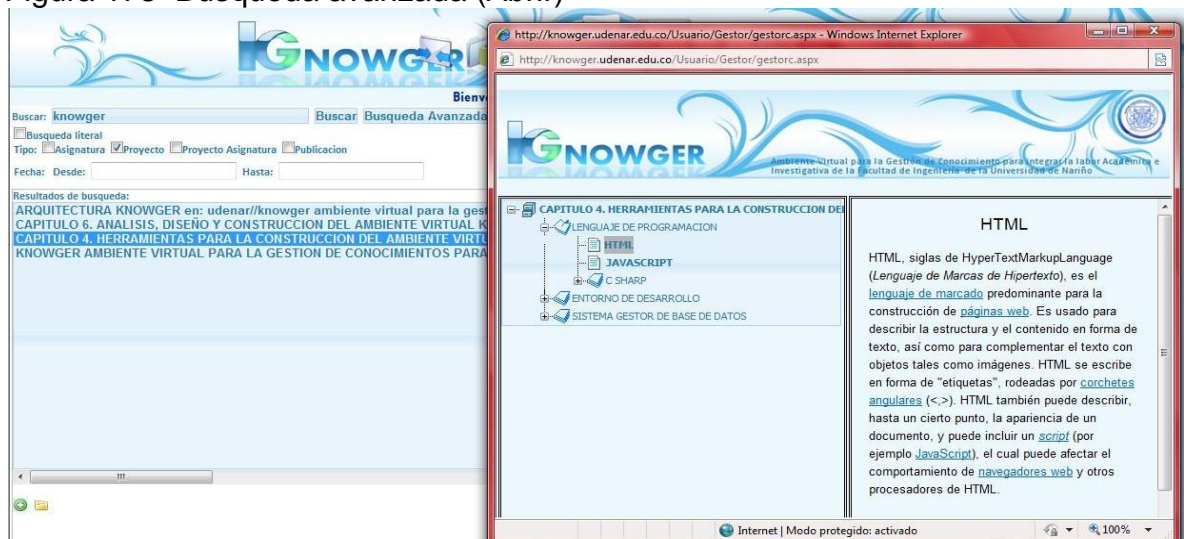 KNOWGER
Bienv
Buscar: knowger Buscar Busqueda Avanzada
Busqueda literal
Tipo: Asignatura Proyecto Proyecto Asignatura Publicacion
Fecha: Desde: Hasta:
Resultados de busqueda:
ARQUITECTURA KNOWGER en: udenar//knowger ambiente virtual para la gest
CAPITULO 6. ANALISIS, DISEÑO Y CONSTRUCCION DEL AMBIENTE VIRTUAL K
CAPITULO 4. HERRAMIENTAS PARA LA CONSTRUCCION DEL AMBIENTE VIRTU
KNOWGER AMBIENTE VIRTUAL PARA LA GESTION DE CONOCIMIENTOS PARA
http://knowger.udenar.edu.co/Usuario/Gestor/gestorc.aspx - Windows Internet Explorer
http://knowger.udenar.edu.co/Usuario/Gestor/gestorc.aspx
KNOWGER
Ambiente Virtual para la Gestión de Conocimiento para integrar la labor Académica e
Investigativa de la Facultad de Ingeniería de la Universidad de Nariño
CAPITULO 4. HERRAMIENTAS PARA LA CONSTRUCCION DE
LENGUAJE DE PROGRAMACION
HTML
JAVASCRIPT
C SHARP
ENTORNO DE DESARROLLO
SISTEMA GESTOR DE BASE DE DATOS
HTML
HTML, siglas de HyperTextMarkupLanguage
(Lenguaje de Marcas de Hipertexto), es el
lenguaje de marcado predominante para la
construcción de páginas web. Es usado para
describir la estructura y el contenido en forma de
texto, así como para complementar el texto con
objetos tales como imágenes. HTML se escribe
en forma de "etiquetas", rodeadas por corchetes
angulares (<,>). HTML también puede describir,
hasta un cierto punto, la apariencia de un
documento, y puede incluir un script (por
ejemplo JavaScript), el cual puede afectar el
comportamiento de navegadores web y otros
procesadores de HTML.
Internet | Modo protegido: activado 100%